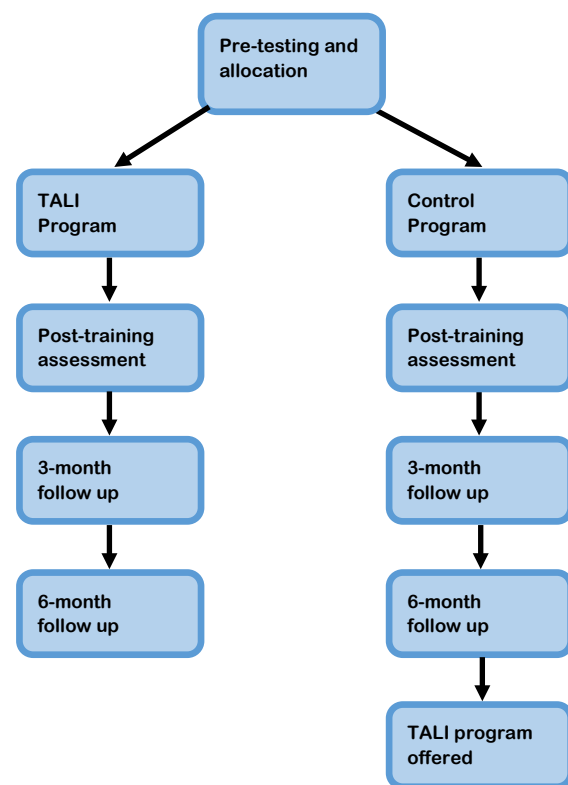 Pre-testing and
allocation
TALI
Program
Control
Program
Post-training
assessment
Post-training
assessment
3-month
follow up
3-month
follow up
6-month
follow up
6-month
follow up
TALI program
offered